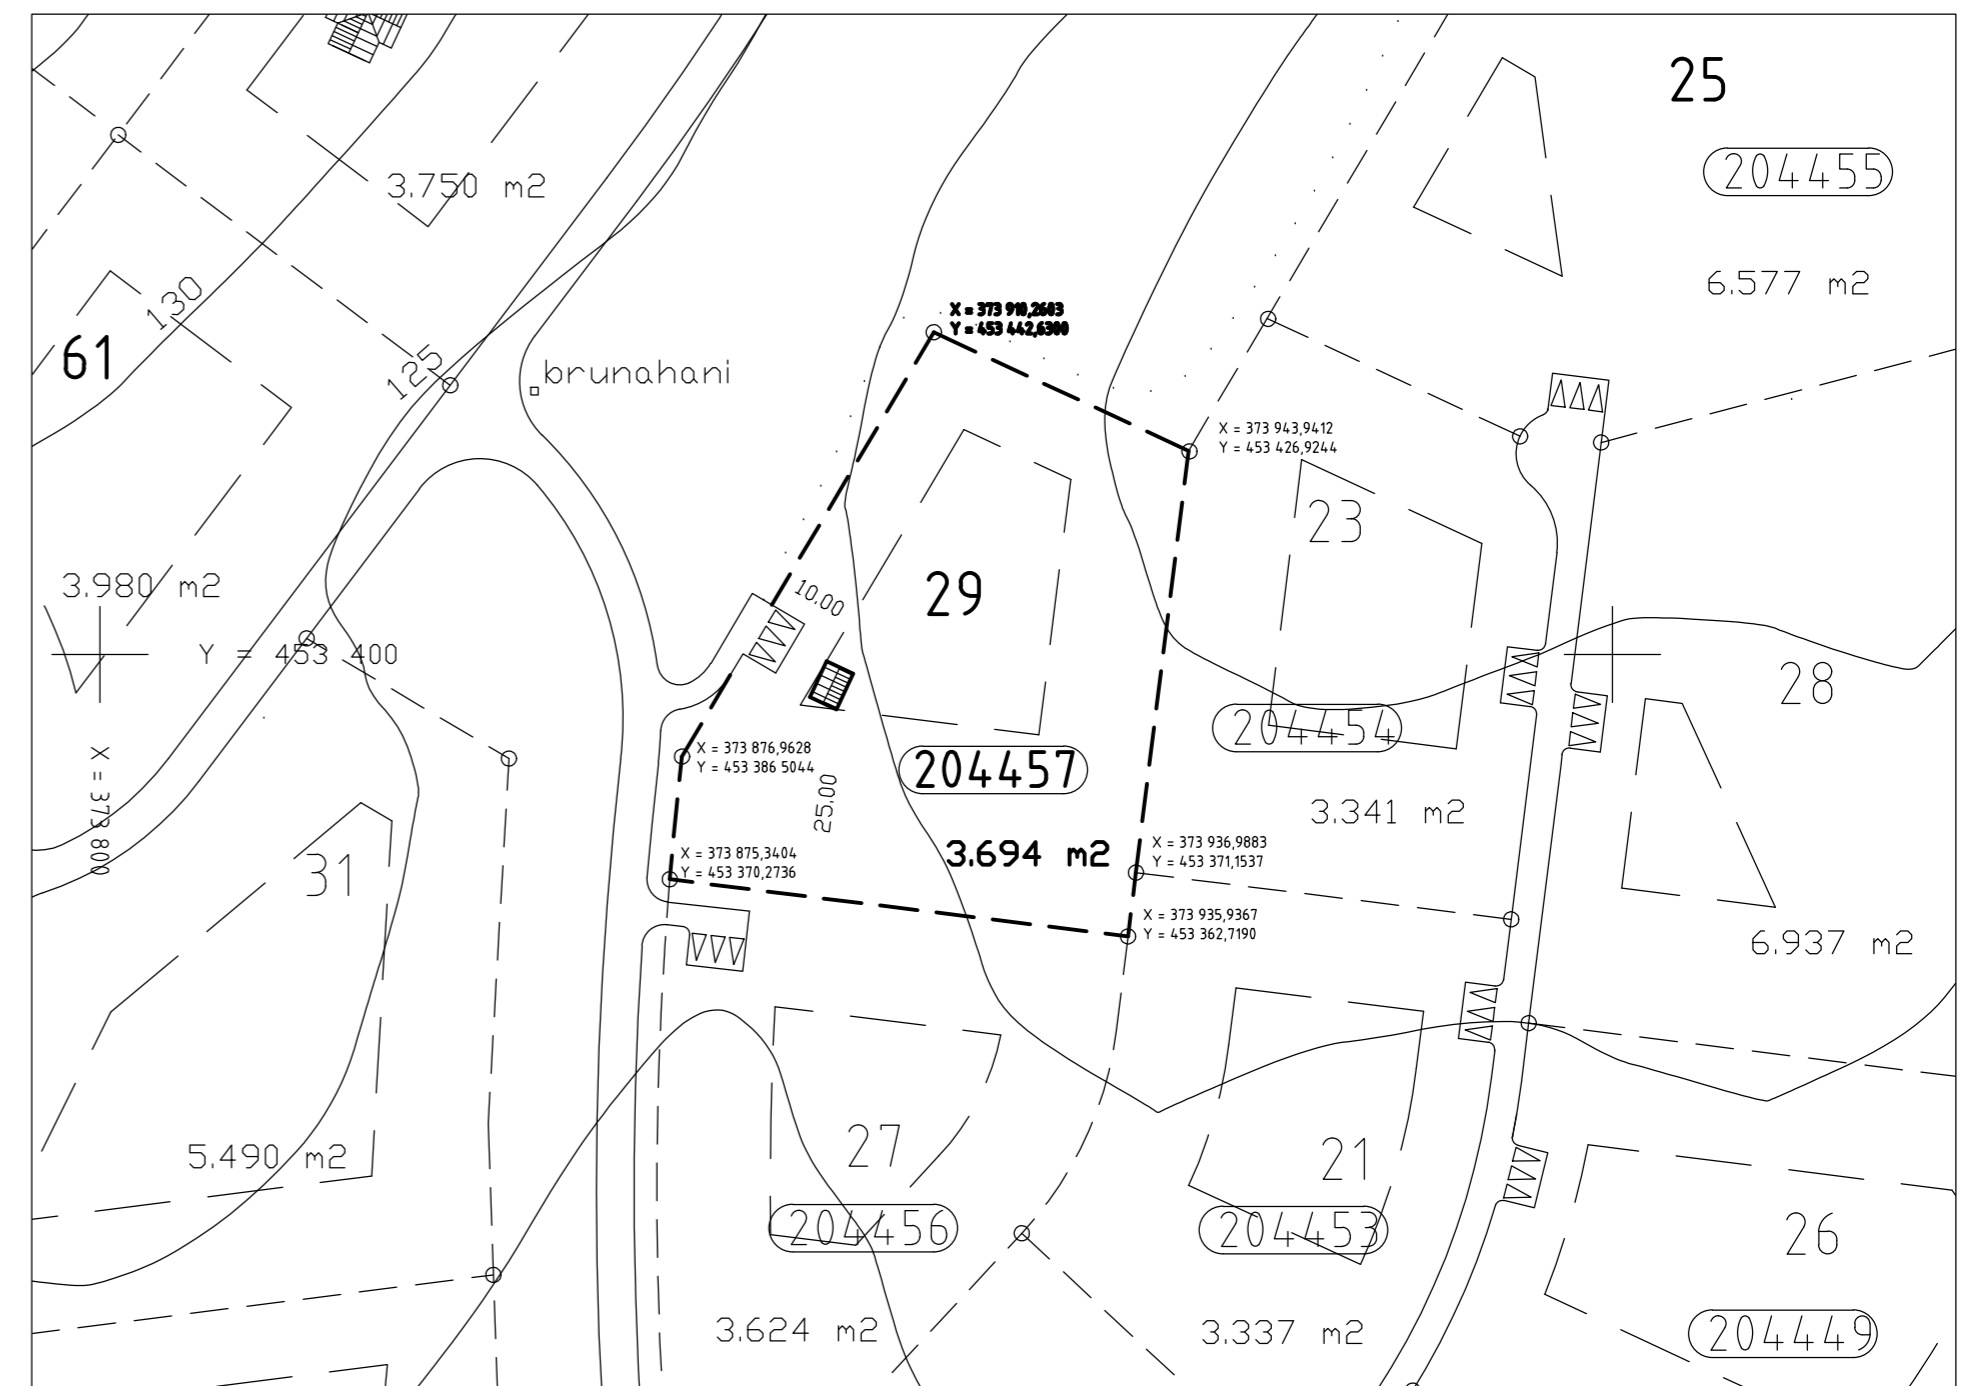 25
204455
3.750 m2
6.577 m2
130
X = 373 910,2603
Y = 453 442,6300
61
125
brunahani
X = 373 943,9412
Y = 453 426,9244
23
3.980 m2
10.00
29
Y = 453 400
28
204454
X = 373 876,9628
Y = 453 386 5044
204457
X = 373 800
25.00
3.341 m2
31
X = 373 875,3404
Y = 453 370,2736
3.694 m2
X = 373 936,9883
Y = 453 371,1537
X = 373 935,9367
Y = 453 362,7190
6.937 m2
5.490 m2
27
21
204456
204453
26
3.624 m2
3.337 m2
204449